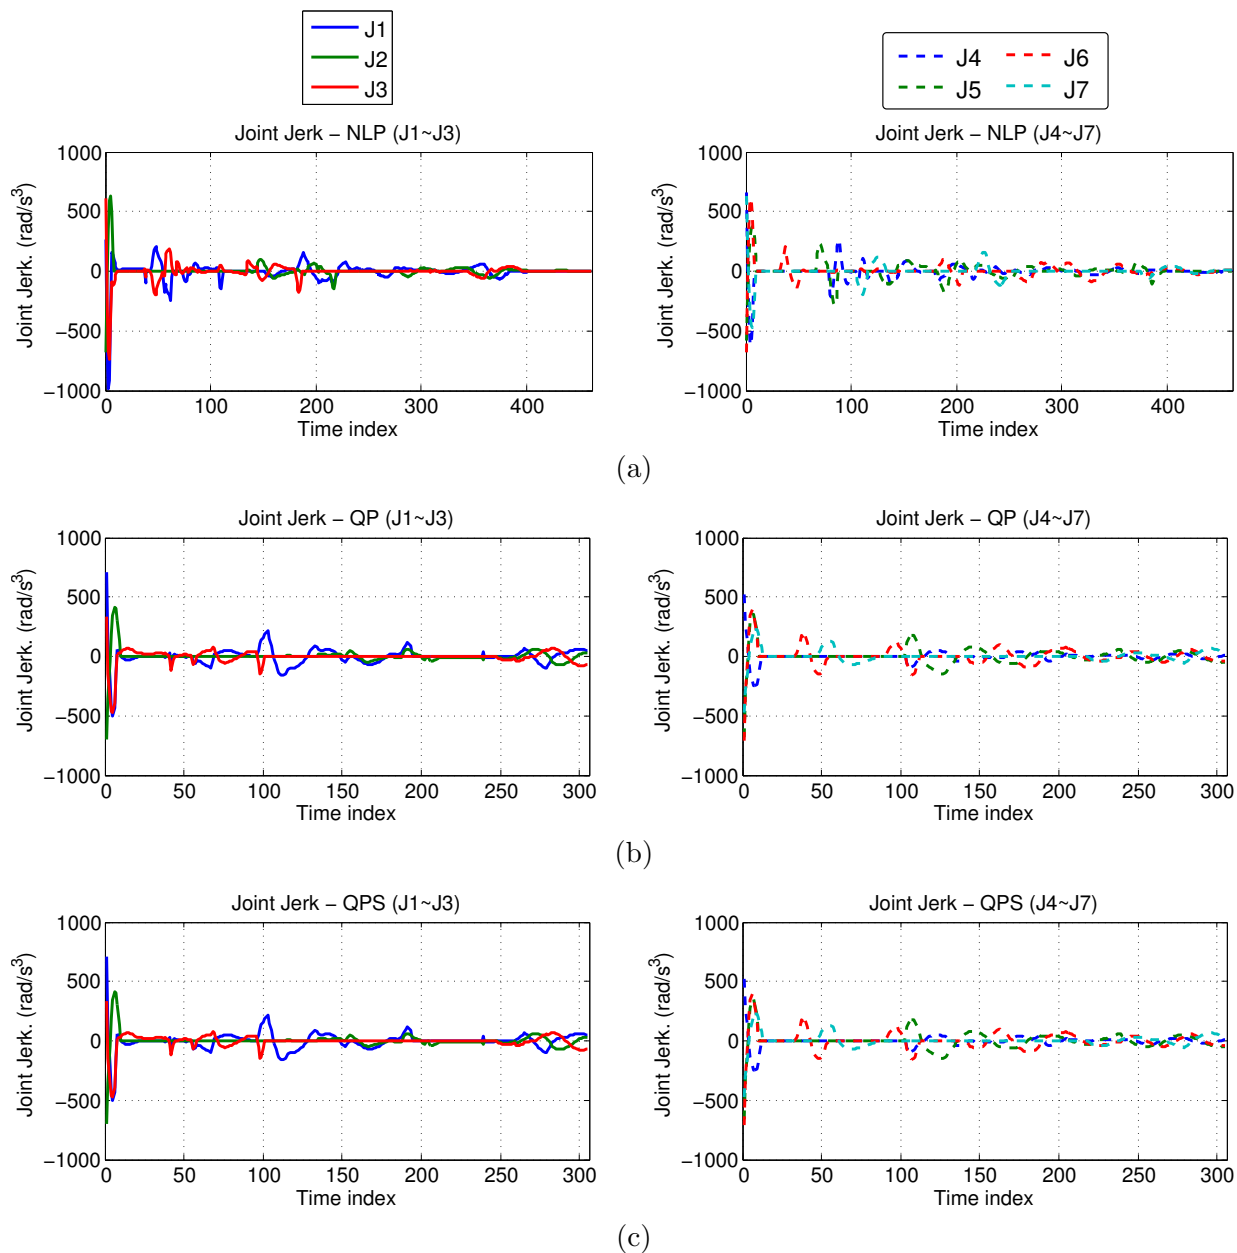 J1
J2
J3
J4 J6
J5 J7
Joint Jerk − NLP (J1~J3)
1000
500
0
−500
−1000
Joint Jerk. (rad/s³)
0 100 200 300 400
Time index
Joint Jerk − NLP (J4~J7)
1000
500
0
−500
−1000
Joint Jerk. (rad/s³)
0 100 200 300 400
Time index
(a)
Joint Jerk − QP (J1~J3)
1000
500
0
−500
−1000
Joint Jerk. (rad/s³)
0 50 100 150 200 250 300
Time index
Joint Jerk − QP (J4~J7)
1000
500
0
−500
−1000
Joint Jerk. (rad/s³)
0 50 100 150 200 250 300
Time index
(b)
Joint Jerk − QPS (J1~J3)
1000
500
0
−500
−1000
Joint Jerk. (rad/s³)
0 50 100 150 200 250 300
Time index
Joint Jerk − QPS (J4~J7)
1000
500
0
−500
−1000
Joint Jerk. (rad/s³)
0 50 100 150 200 250 300
Time index
(c)